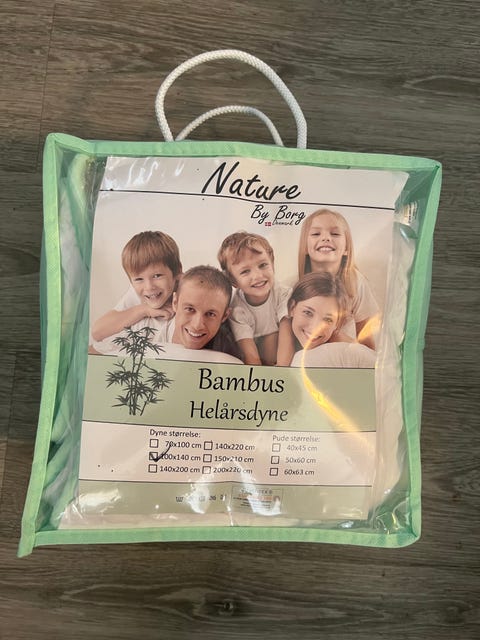 Nature
By Borg
Denmark
Bambus
Helårsdyne
Dyne størrelse: Pude størrelse:
70x100 cm 140x220 cm 40x45 cm
100x140 cm 150x210 cm 50x60 cm
140x200 cm 200x220 cm 60x63 cm